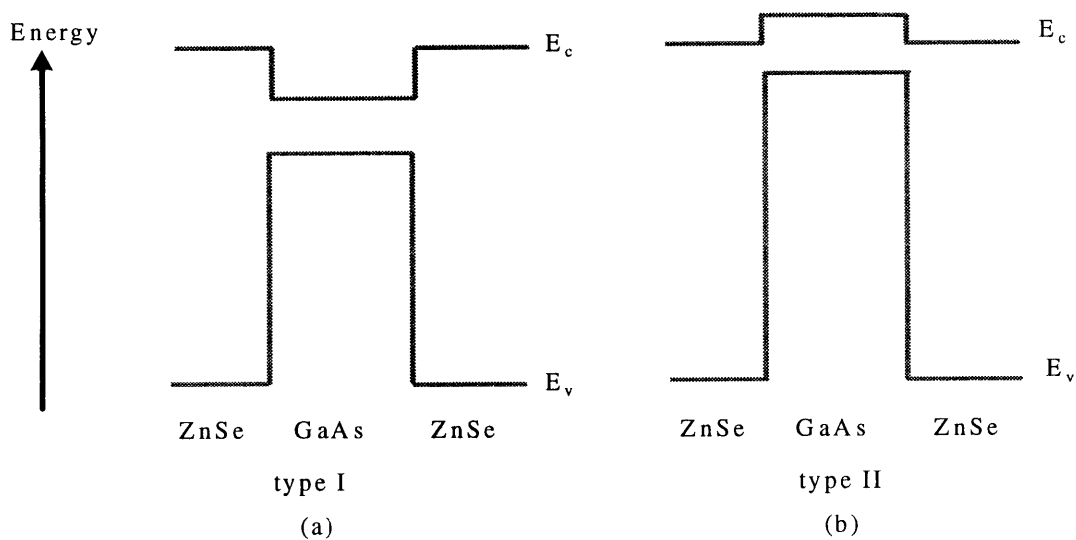 Energy
E_c
E_v
ZnSe GaAs ZnSe
type I
(a)
E_c
E_v
ZnSe GaAs ZnSe
type II
(b)